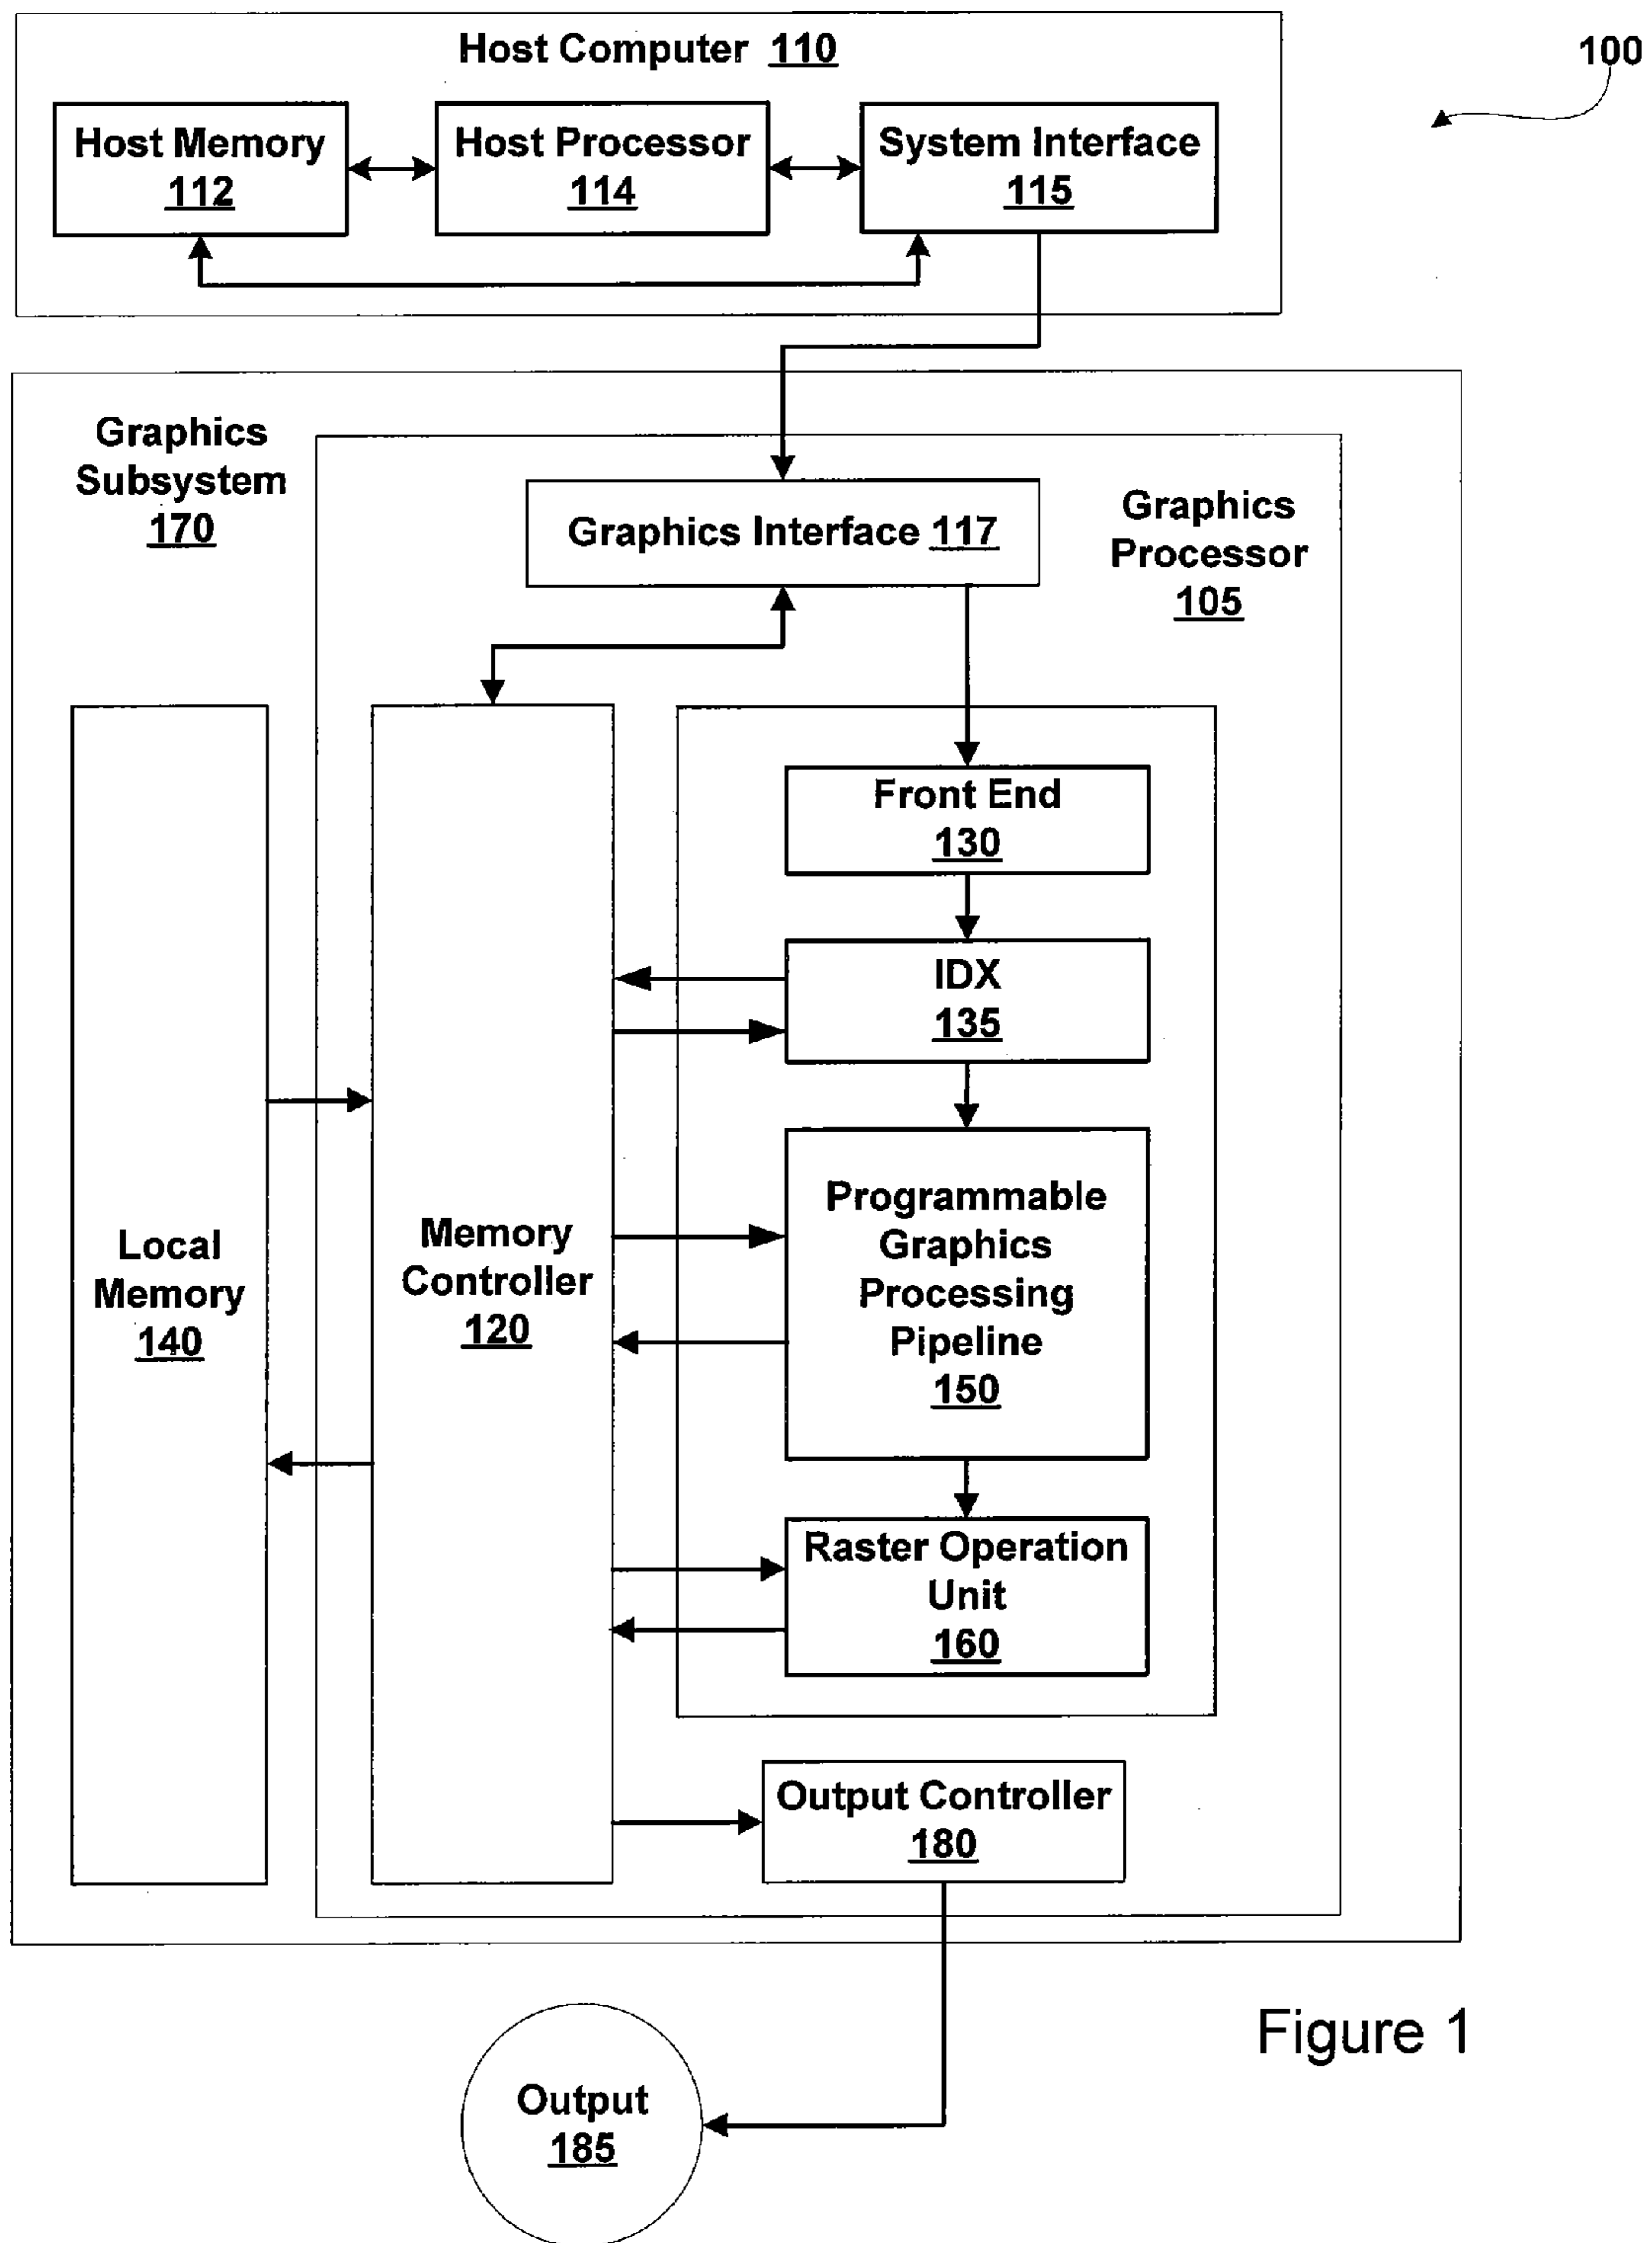 Host Computer 110
100
Host Memory
112
Host Processor
114
System Interface
115
Graphics
Subsystem
170
Graphics Interface 117
Graphics
Processor
105
Front End
130
IDX
135
Local
Memory
140
Memory
Controller
120
Programmable
Graphics
Processing
Pipeline
150
Raster Operation
Unit
160
Output Controller
180
Output
185
Figure 1